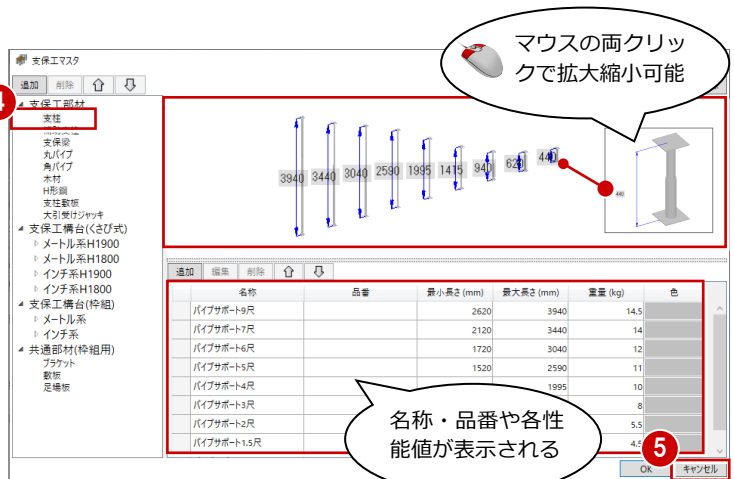 マウスの両クリッ
クで拡大縮小可能
支保工マスタ
追加 削除
4
支保工部材
支柱
支保梁
丸パイプ
角パイプ
木材
H形鋼
支柱敷板
大引受けジャッキ
支保工構台(くさび式)
メートル系H1900
メートル系H1800
インチ系H1900
インチ系H1800
支保工構台(枠組)
メートル系
インチ系
共通部材(枠組用)
ブラケット
敷板
足場板
3940 3440 3040 2590 1995 1415 940 620 440
440
追加 編集 削除
名称 品番 最小長さ(mm) 最大長さ(mm) 重量 (kg) 色
パイプサポート9尺 2620 3940 14.5
パイプサポート7尺 2120 3440 14
パイプサポート6尺 1720 3040 12
パイプサポート5尺 1520 2590 11
パイプサポート4尺 1995 10
パイプサポート3尺 8
パイプサポート2尺 5.5
パイプサポート1.5尺 4.5
名称・品番や各性
能値が表示される
5
OK キャンセル